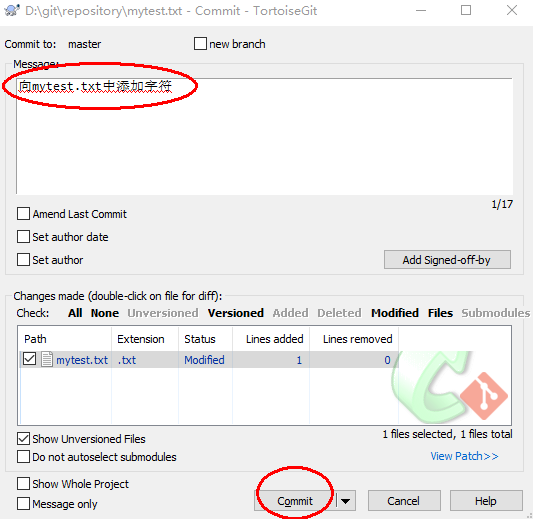 D:\git\repository\mytest.txt - Commit - TortoiseGit
Commit to: master new branch
Message:
向mytest.txt中添加字符
1/17
Amend Last Commit
Set author date
Set author Add Signed-off-by
Changes made (double-click on file for diff):
Check: All None Unversioned Versioned Added Deleted Modified Files Submodules
Path Extension Status Lines added Lines removed
mytest.txt .txt Modified 1 0
Show Unversioned Files 1 files selected, 1 files total
Do not autoselect submodules View Patch>>
Show Whole Project
Message only Commit Cancel Help